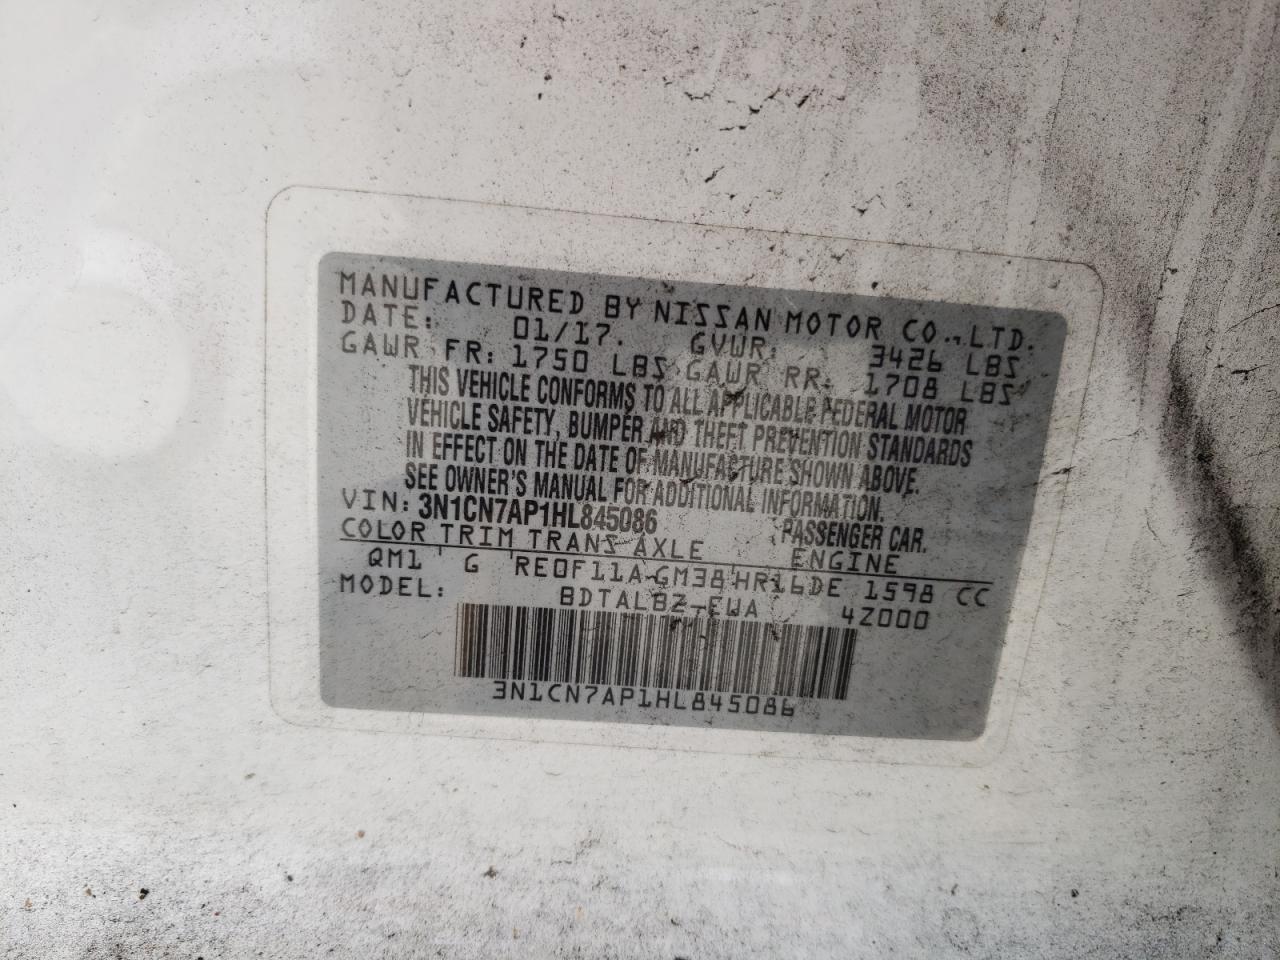 MANUFACTURED BY NISSAN MOTOR CO.,LTD.
DATE: 01/17. GVWR: 3426 LBS
GAWR FR: 1750 LBS GAWR RR: 1708 LBS
THIS VEHICLE CONFORMS TO ALL APPLICABLE FEDERAL MOTOR
VEHICLE SAFETY, BUMPER AND THEFT PREVENTION STANDARDS
IN EFFECT ON THE DATE OF MANUFACTURE SHOWN ABOVE.
SEE OWNER'S MANUAL FOR ADDITIONAL INFORMATION.
VIN: 3N1CN7AP1HL845086 PASSENGER CAR.
COLOR TRIM TRANS AXLE ENGINE
QM1 G RE0F11A-GM38 HR16DE 1598 CC
MODEL: BDTALBZ-EWA 4Z000
3N1CN7AP1HL845086